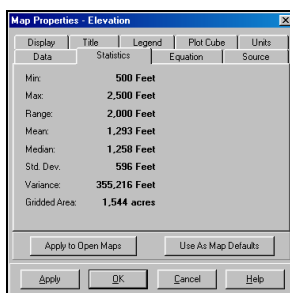 Map Properties - Elevation
Display Title Legend Plot Cube Units
Data Statistics Equation Source
Min: 500 Feet
Max: 2,500 Feet
Range: 2,000 Feet
Mean: 1,293 Feet
Median: 1,258 Feet
Std. Dev. 596 Feet
Variance: 355,216 Feet
Gridded Area: 1,544 acres
Apply to Open Maps Use As Map Defaults
Apply OK Cancel Help